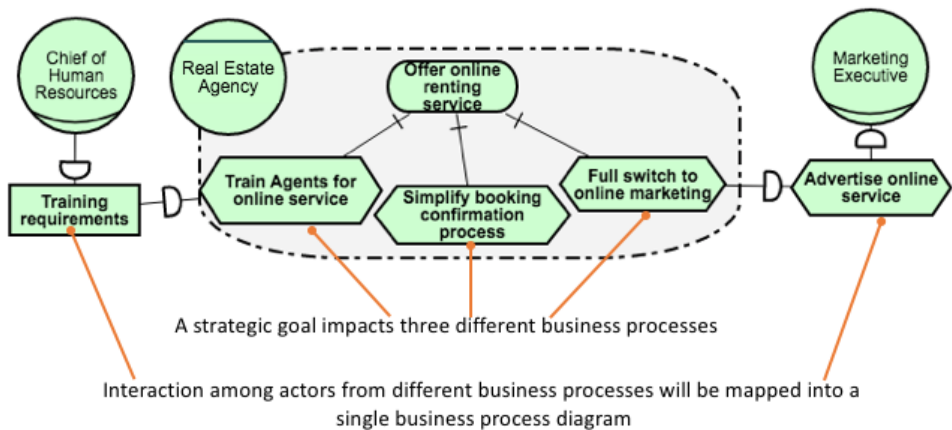 Chief of
Human
Resources
Real Estate
Agency
Offer online
renting
service
Marketing
Executive
Training
requirements
Train Agents for
online service
Simplify booking
confirmation
process
Full switch to
online marketing
Advertise online
service
A strategic goal impacts three different business processes
Interaction among actors from different business processes will be mapped into a
single business process diagram